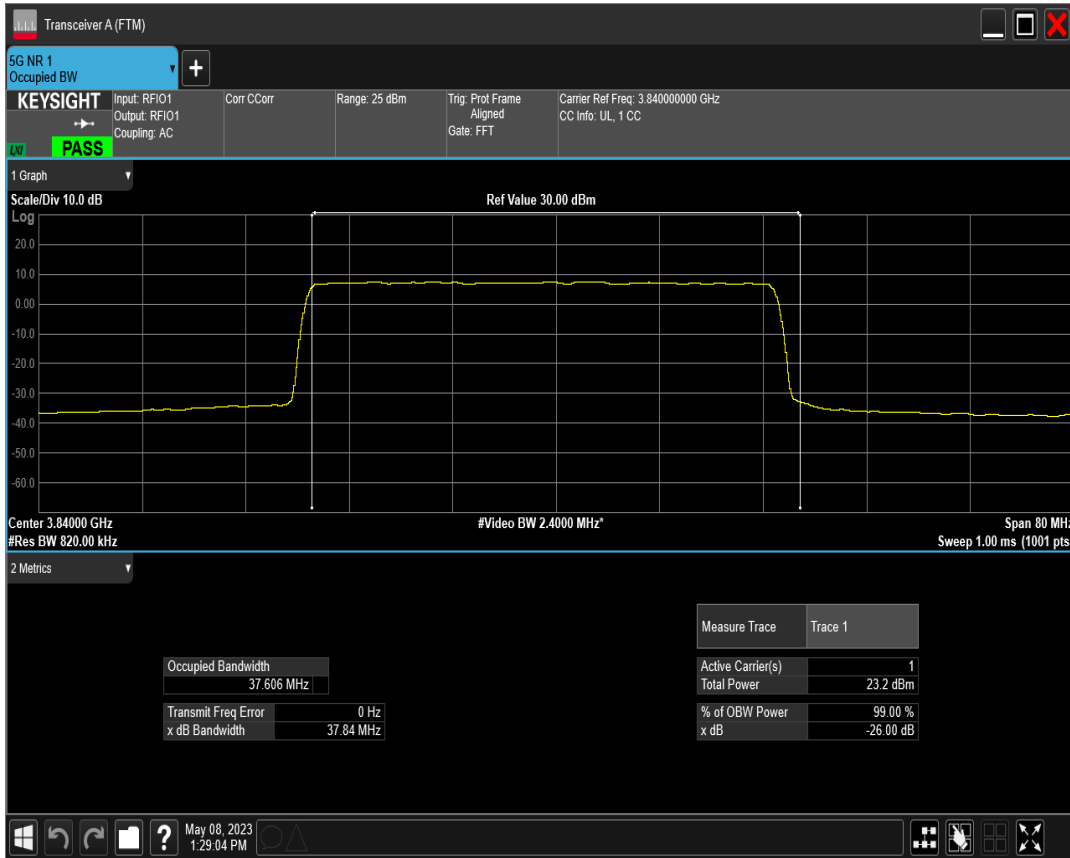 Transceiver A (FTM)
5G NR 1
Occupied BW
+
KEYSIGHT
LXI
PASS
Input: RFIO1
Output: RFIO1
Coupling: AC
Corr CCorr
Range: 25 dBm
Trig: Prot Frame
Aligned
Gate: FFT
Carrier Ref Freq: 3.840000000 GHz
CC Info: UL, 1 CC
1 Graph
Scale/Div 10.0 dB
Ref Value 30.00 dBm
Log
20.0
10.0
0.00
-10.0
-20.0
-30.0
-40.0
-50.0
-60.0
Center 3.84000 GHz
#Video BW 2.4000 MHz*
Span 80 MHz
#Res BW 820.00 kHz
Sweep 1.00 ms (1001 pts
2 Metrics
Measure Trace Trace 1
Occupied Bandwidth
37.606 MHz
Active Carrier(s) 1
Total Power 23.2 dBm
Transmit Freq Error 0 Hz
x dB Bandwidth 37.84 MHz
% of OBW Power 99.00 %
x dB -26.00 dB
?
May 08, 2023
1:29:04 PM